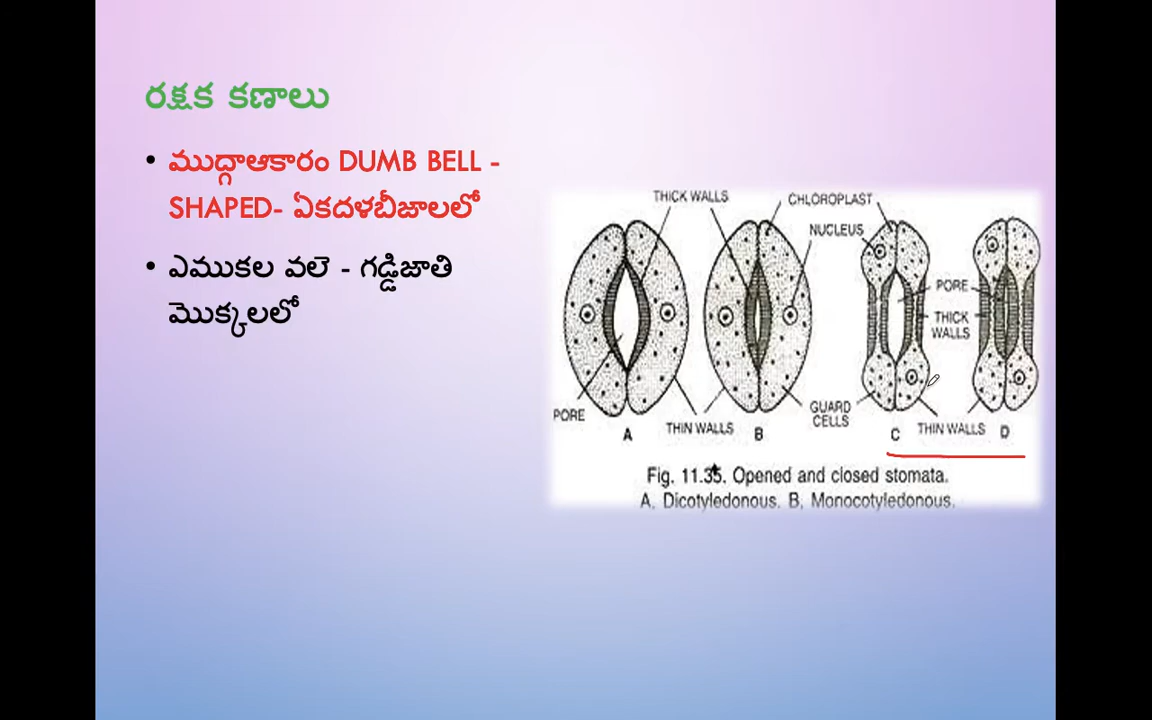 రక్షక కణాలు
• ముద్గాఆకారం DUMB BELL -
SHAPED- ఏకదళబీజాలలో
• ఎముకల వలె - గడ్డిజాతి
మొక్కలలో
THICK WALLS
CHLOROPLAST
NUCLEUS
PORE
THICK
WALLS
PORE
THIN WALLS
GUARD
CELLS
THIN WALLS
A
B
C
D
Fig. 11.35. Opened and closed stomata.
A, Dicotyledonous. B, Monocotyledonous.